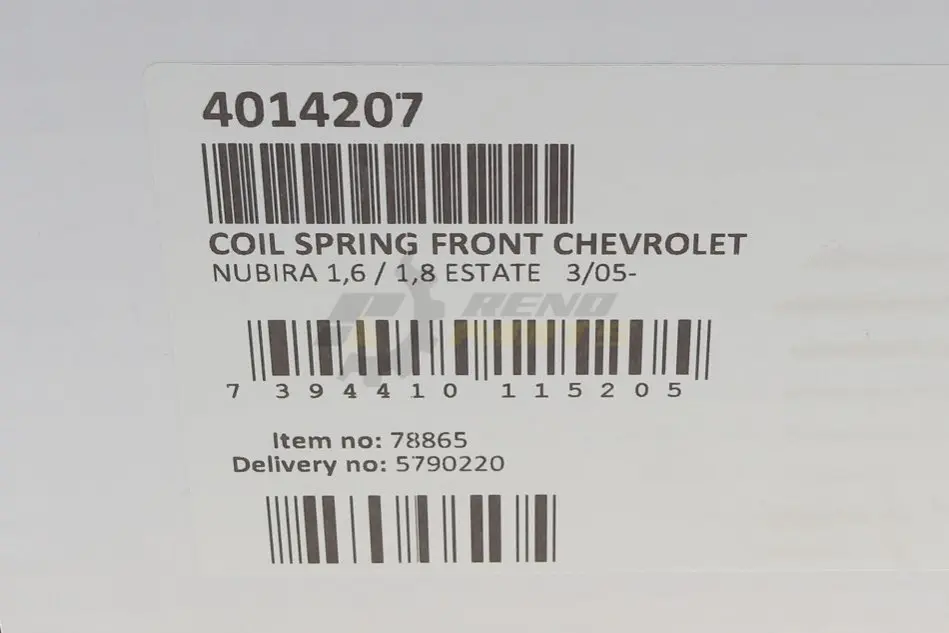 4014207
COIL SPRING FRONT CHEVROLET
NUBIRA 1,6 / 1,8 ESTATE 3/05-
RENO
PARTS
7 394410 115205
Item no: 78865
Delivery no: 5790220